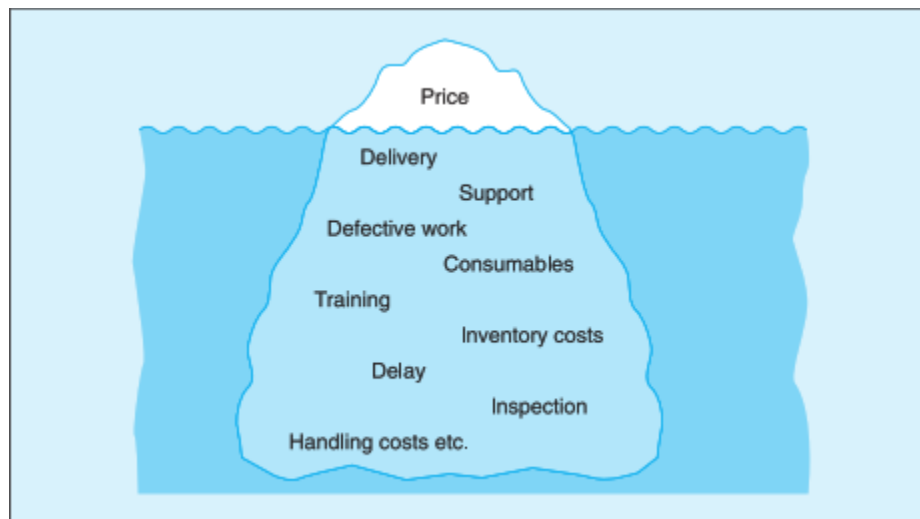 Price
Delivery
Support
Defective work
Consumables
Training
Inventory costs
Delay
Inspection
Handling costs etc.